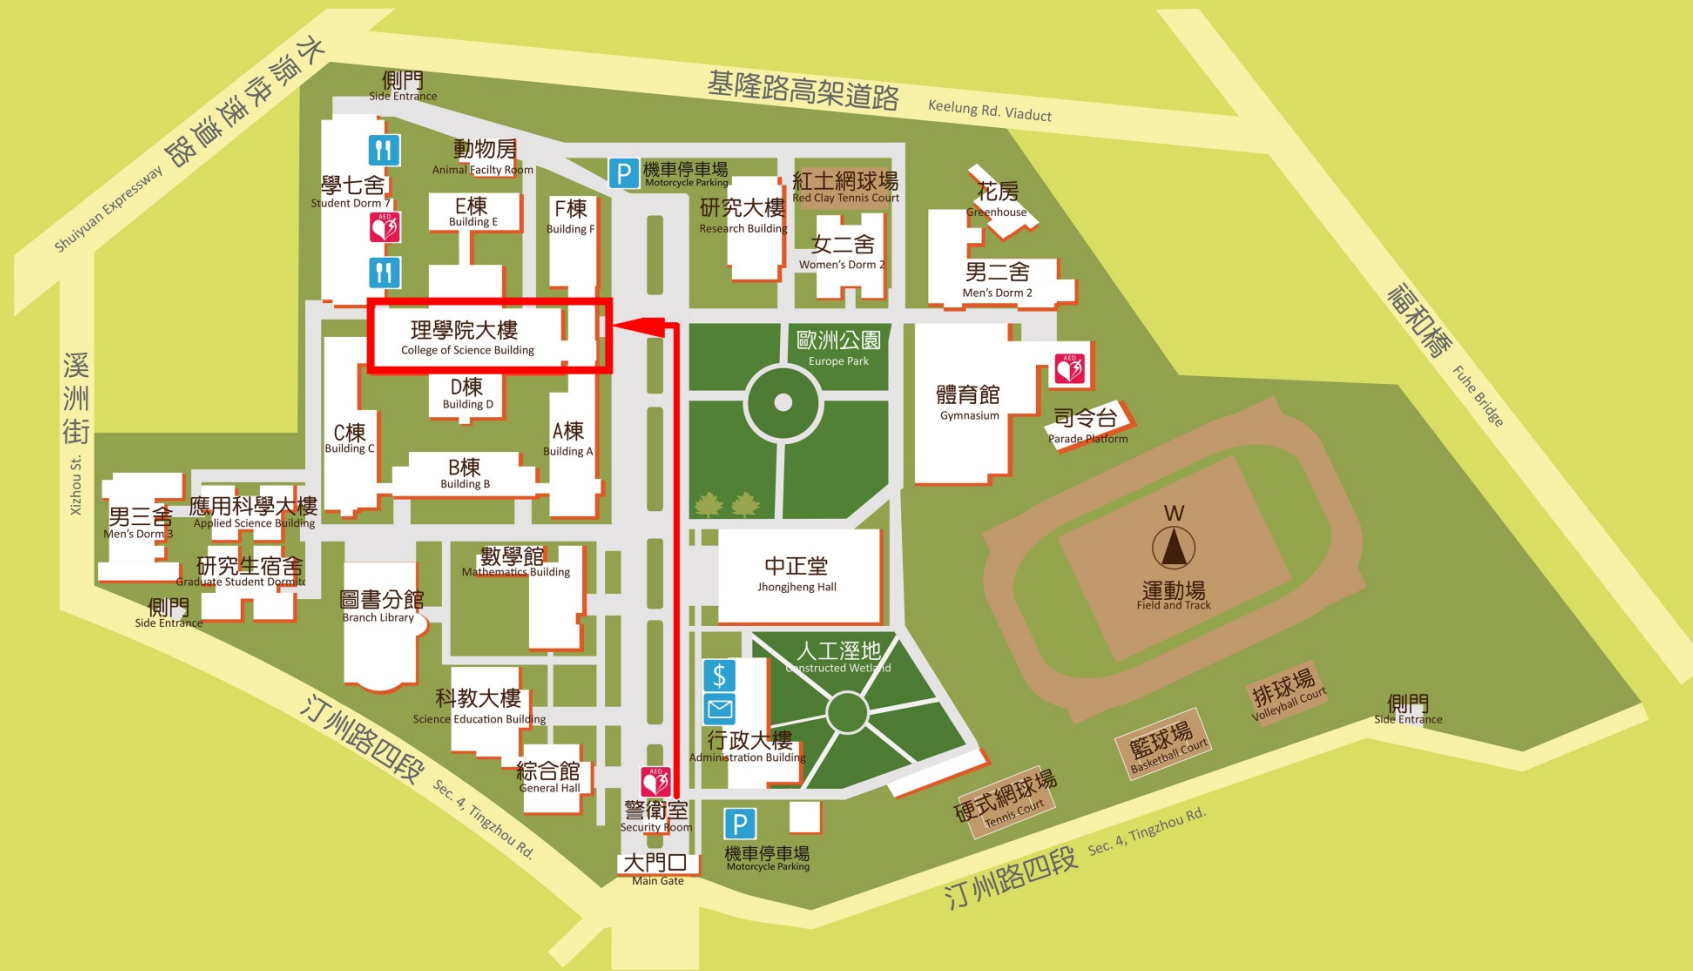 水源快速道路
Shuiyuan Expressway
側門
Side Entrance
基隆路高架道路
Keelung Rd. Viaduct
動物房
Animal Facilty Room
P
機車停車場
Motorcycle Parking
學七舍
Student Dorm 7
AED
E棟
Building E
F棟
Building F
研究大樓
Research Building
紅土網球場
Red Clay Tennis Court
女二舍
Women's Dorm 2
花房
Greenhouse
男二舍
Men's Dorm 2
福和橋
Fuhe Bridge
理學院大樓
College of Science Building
歐洲公園
Europe Park
AED
體育館
Gymnasium
司令台
Parade Platform
溪洲街
Xizhou St.
D棟
Building D
C棟
Building C
A棟
Building A
B棟
Building B
男三舍
Men's Dorm 3
應用科學大樓
Applied Science Building
研究生宿舍
Graduate Student Dormito
側門
Side Entrance
圖書分館
Branch Library
數學館
Mathematics Building
中正堂
Jhongjheng Hall
W
運動場
Field and Track
人工溼地
Constructed Wetland
$
科教大樓
Science Education Building
行政大樓
Administration Building
綜合館
General Hall
AED
警衛室
Security Room
P
機車停車場
Motorcycle Parking
大門口
Main Gate
排球場
Volleyball Court
籃球場
Basketball Court
硬式網球場
Tennis Court
側門
Side Entrance
汀州路四段
Sec. 4, Tingzhou Rd.
汀州路四段
Sec. 4, Tingzhou Rd.